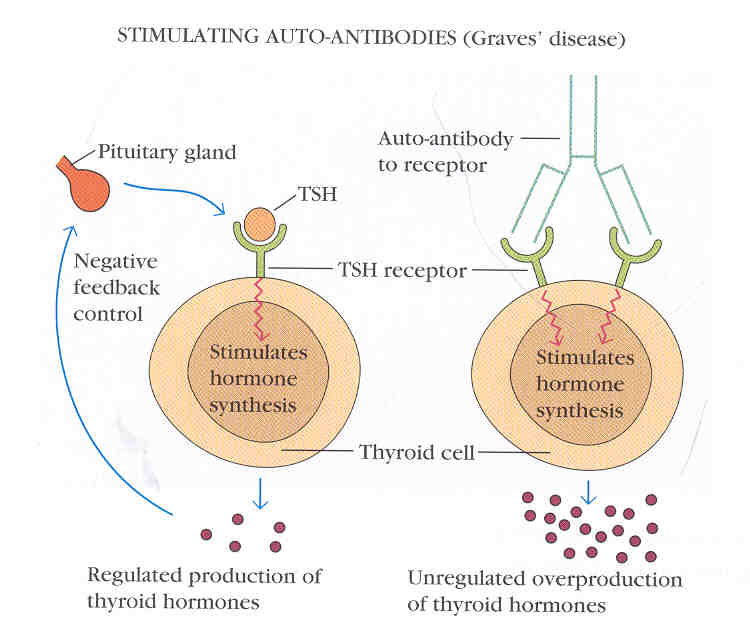 STIMULATING AUTO-ANTIBODIES (Graves' disease)
Pituitary gland
TSH
Auto-antibody
to receptor
Negative
feedback
control
TSH receptor
Stimulates
hormone
synthesis
Stimulates
hormone
synthesis
Thyroid cell
Regulated production of
thyroid hormones
Unregulated overproduction
of thyroid hormones